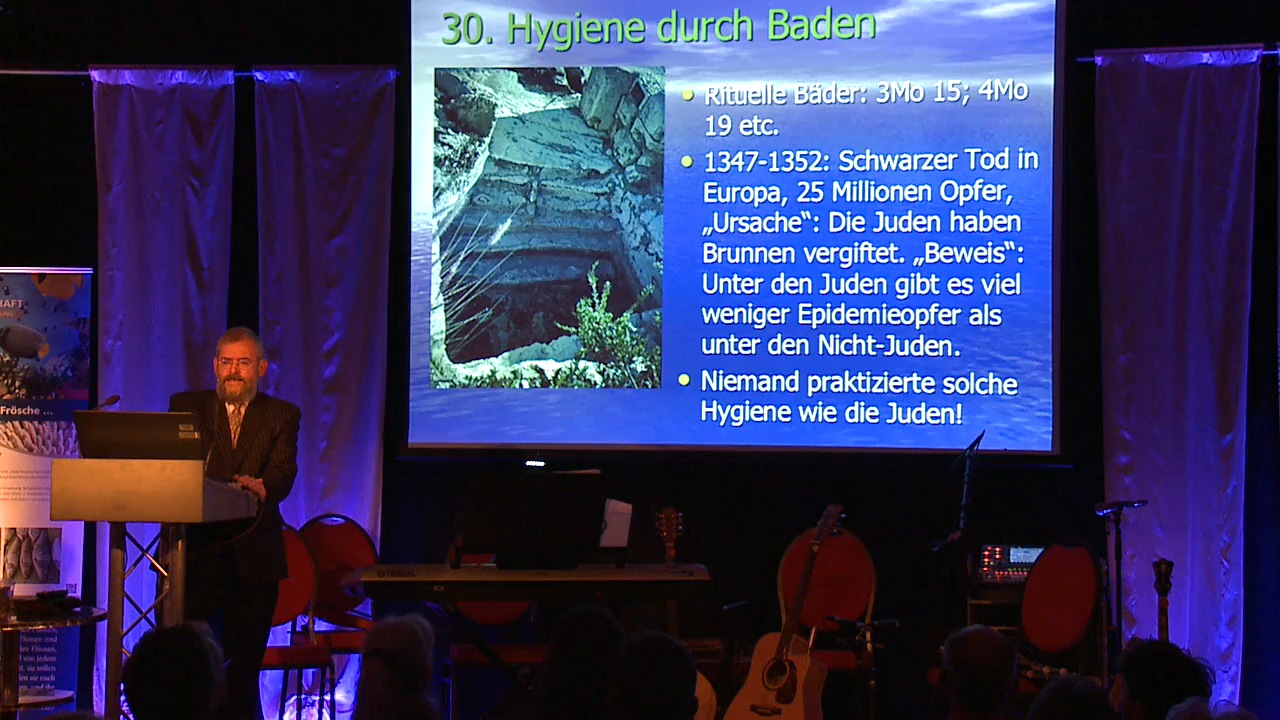 30. Hygiene durch Baden
• Rituelle Bäder: 3Mo 15; 4Mo
19 etc.
• 1347-1352: Schwarzer Tod in
Europa, 25 Millionen Opfer,
„Ursache“: Die Juden haben
Brunnen vergiftet. „Beweis“:
Unter den Juden gibt es viel
weniger Epidemieopfer als
unter den Nicht-Juden.
• Niemand praktizierte solche
Hygiene wie die Juden!
HAFT
Frösche ...
YAMAHA